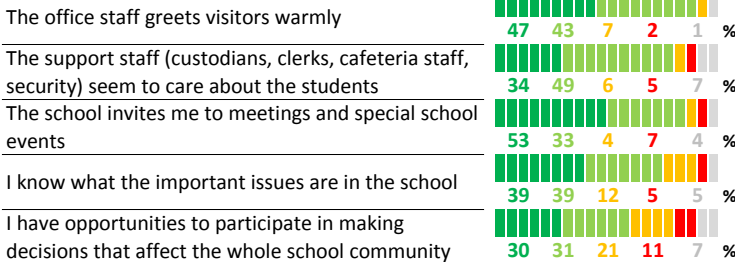 The office staff greets visitors warmly
47 43 7 2 1 %
The support staff (custodians, clerks, cafeteria staff,
security) seem to care about the students
34 49 6 5 7 %
The school invites me to meetings and special school
events
53 33 4 7 4 %
I know what the important issues are in the school
39 39 12 5 5 %
I have opportunities to participate in making
decisions that affect the whole school community
30 31 21 11 7 %